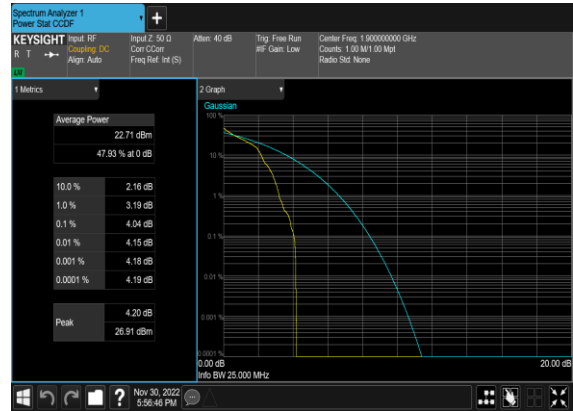 Spectrum Analyzer 1
Power Stat CCDF
KEYSIGHT
R T
LW
Input: RF
Coupling: DC
Align: Auto
Input Z: 50 Ω
Corr CCorr
Freq Ref: Int (S)
Atten: 40 dB
Trig: Free Run
#IF Gain: Low
Center Freq: 1.900000000 GHz
Counts: 1.00 M/1.00 Mpt
Radio Std: None
1 Metrics
Average Power
22.71 dBm
47.93 % at 0 dB
10.0 % 2.16 dB
1.0 % 3.19 dB
0.1 % 4.04 dB
0.01 % 4.15 dB
0.001 % 4.18 dB
0.0001 % 4.19 dB
Peak
4.20 dB
26.91 dBm
2 Graph
Gaussian
100 %
10 %
1 %
0.1 %
0.01 %
0.001 %
0.0001 %
0.00 dB
20.00 dB
Info BW 25.000 MHz
?
Nov 30, 2022
5:56:46 PM